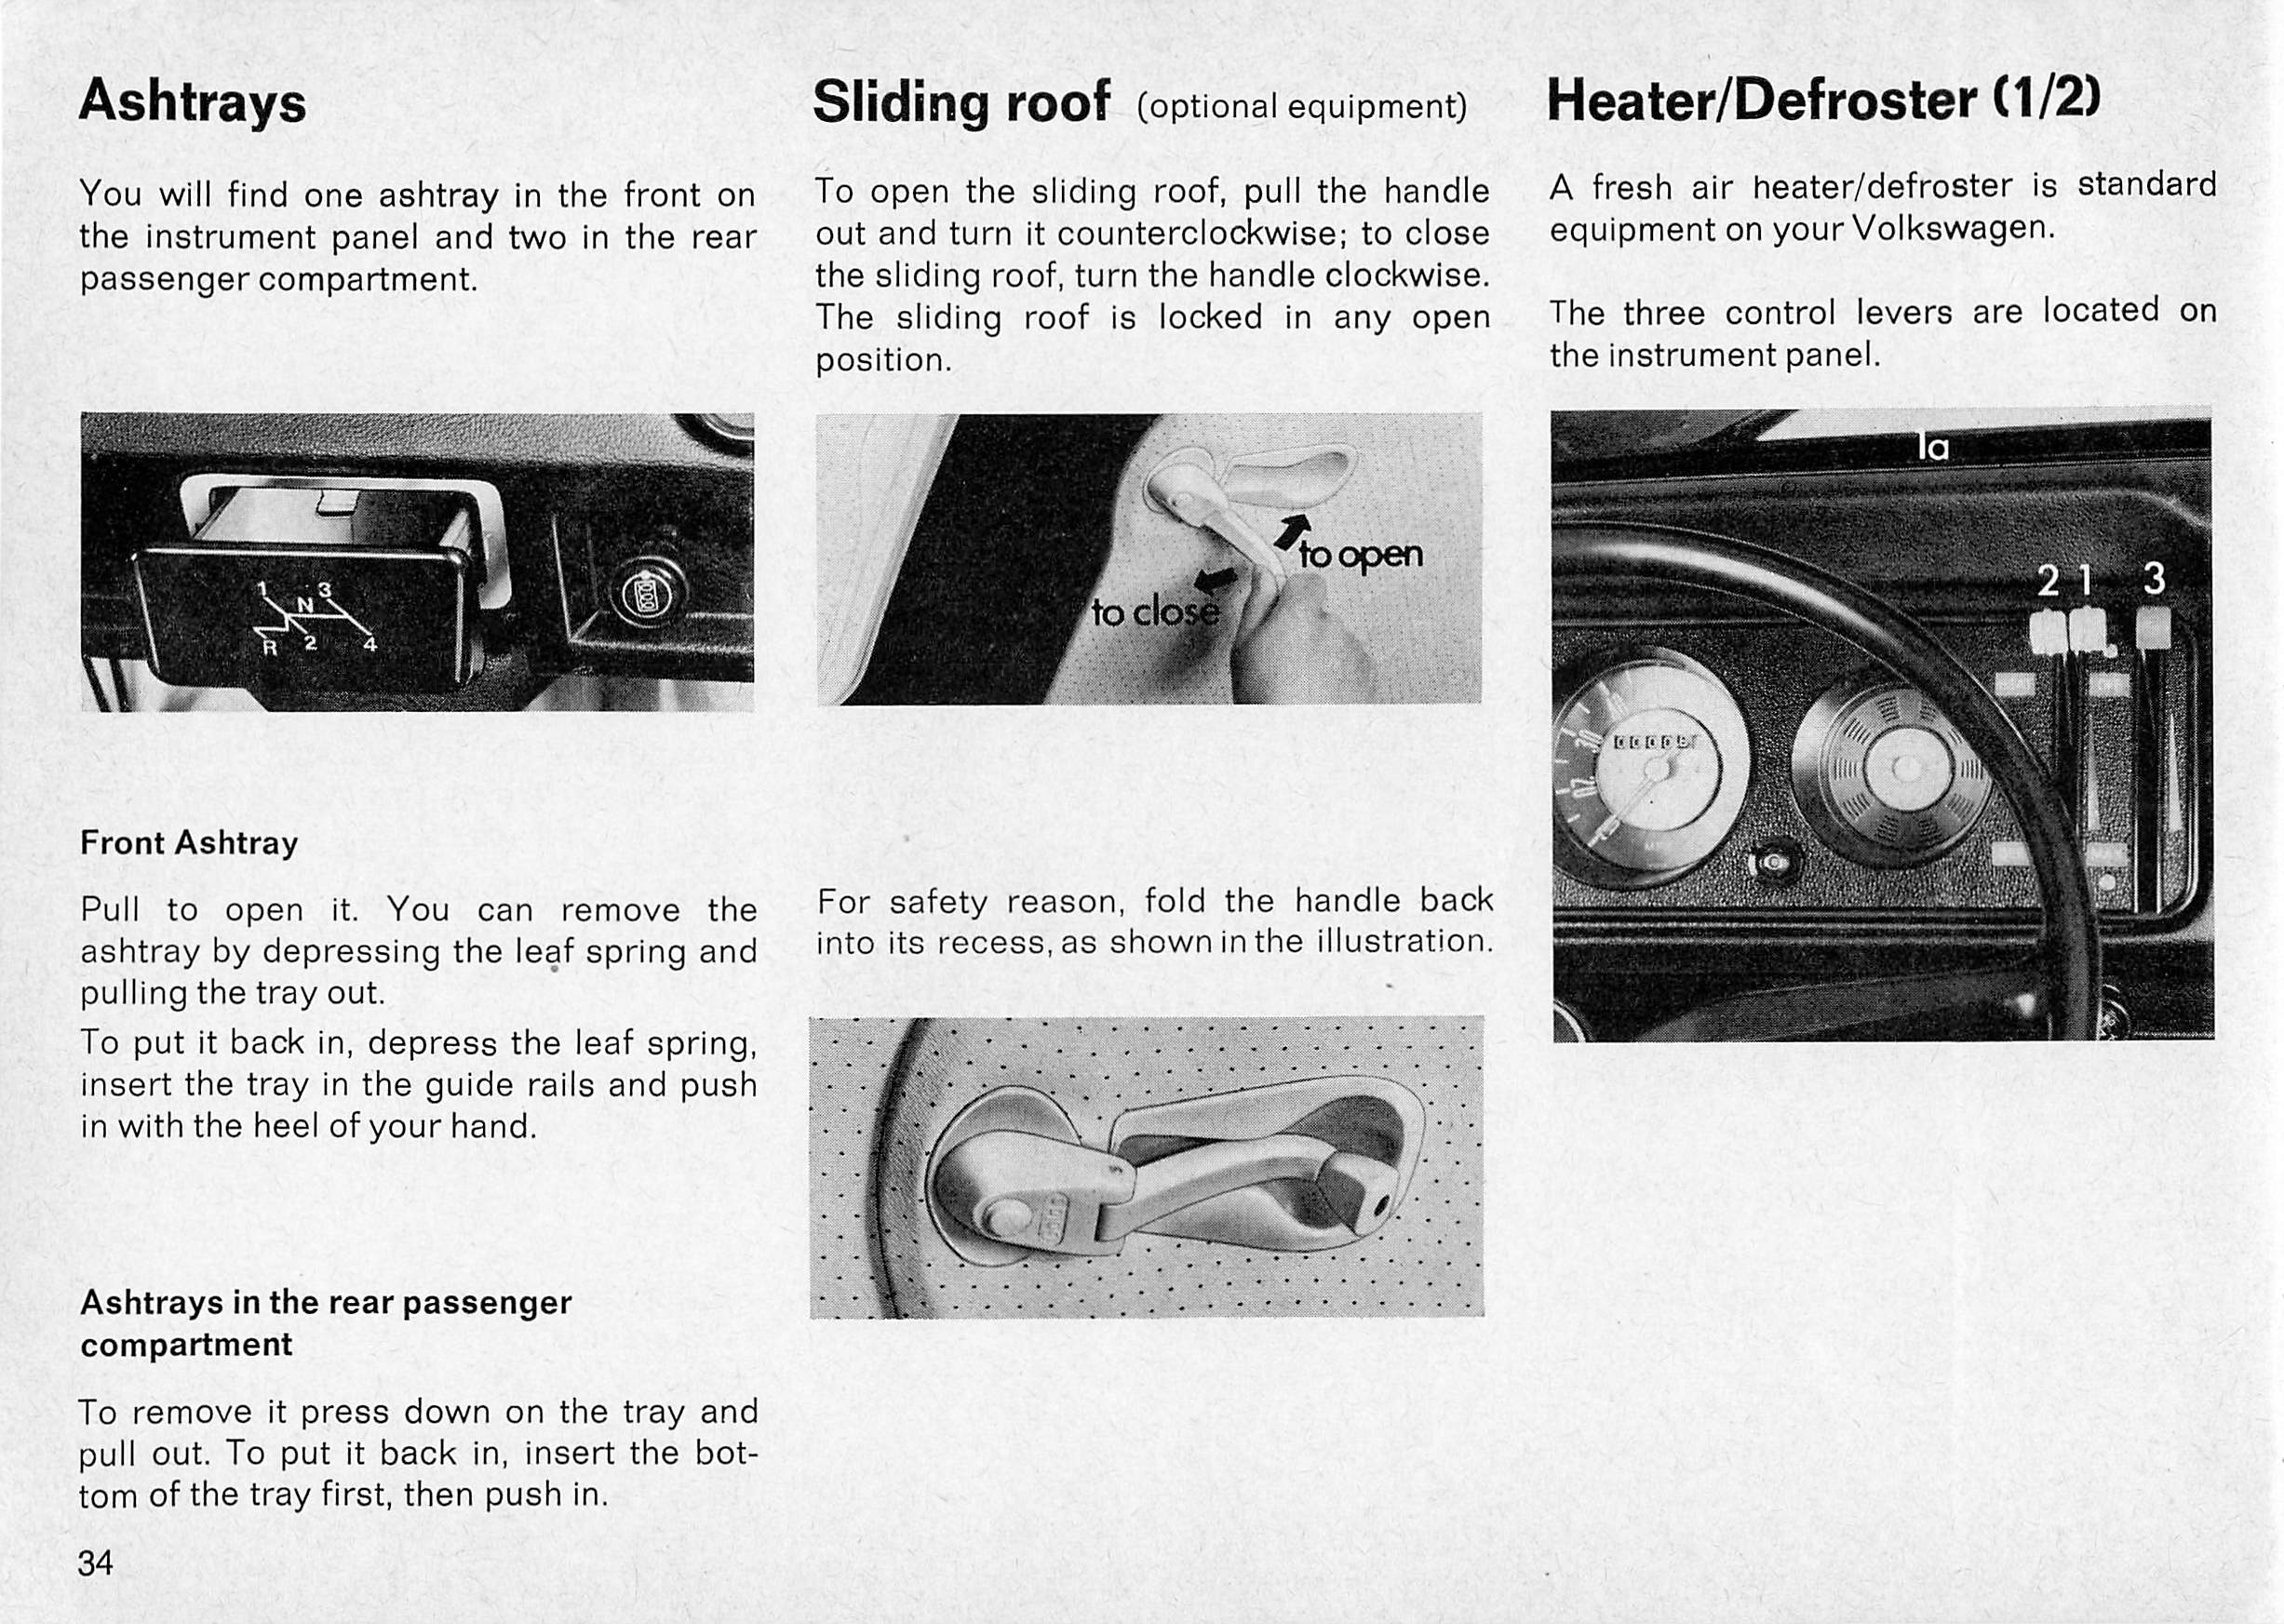 Ashtrays
You will find one ashtray in the front on
the instrument panel and two in the rear
passenger compartment.
1 3
N
R 2 4
Front Ashtray
Pull to open it. You can remove the
ashtray by depressing the leaf spring and
pulling the tray out.
To put it back in, depress the leaf spring,
insert the tray in the guide rails and push
in with the heel of your hand.
Ashtrays in the rear passenger
compartment
To remove it press down on the tray and
pull out. To put it back in, insert the bot-
tom of the tray first, then push in.
34
Sliding roof (optional equipment)
To open the sliding roof, pull the handle
out and turn it counterclockwise; to close
the sliding roof, turn the handle clockwise.
The sliding roof is locked in any open
position.
to open
to close
For safety reason, fold the handle back
into its recess, as shown in the illustration.
Heater/Defroster (1/2)
A fresh air heater/defroster is standard
equipment on your Volkswagen.
The three control levers are located on
the instrument panel.
1a
2 1 3
30
20
10